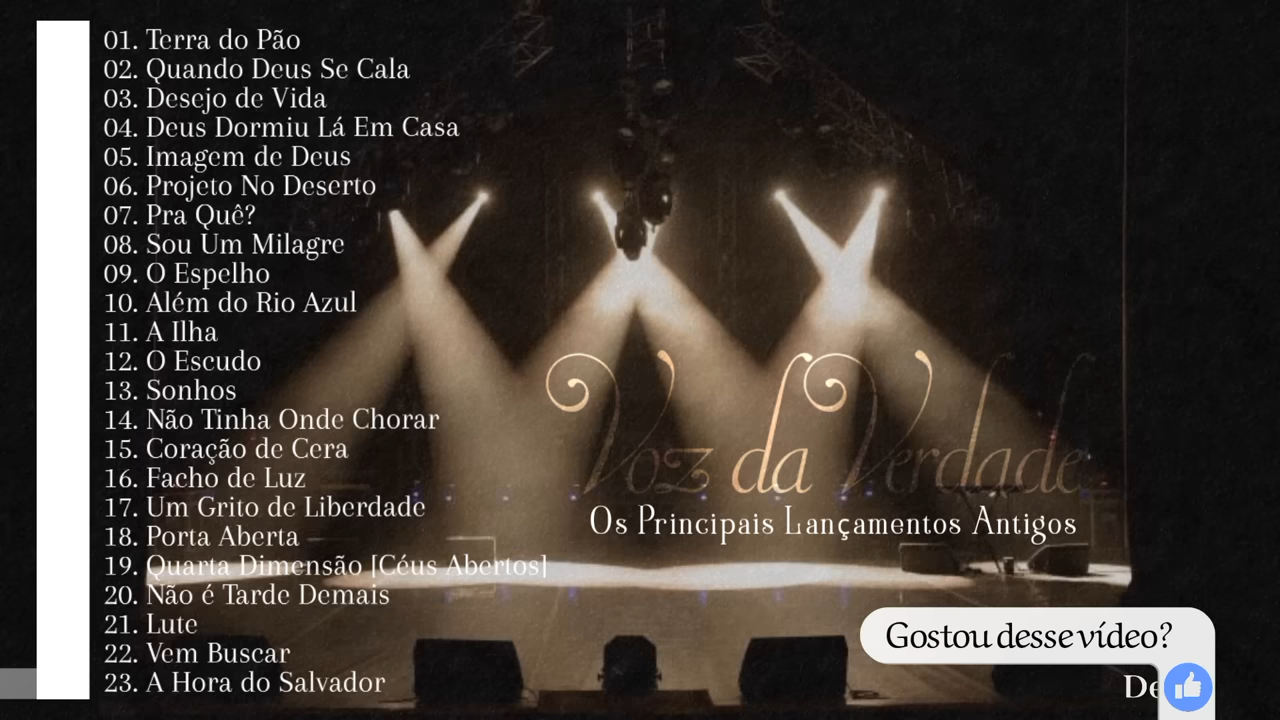 01. Terra do Pão
02. Quando Deus Se Cala
03. Desejo de Vida
04. Deus Dormiu Lá Em Casa
05. Imagem de Deus
06. Projeto No Deserto
07. Pra Quê?
08. Sou Um Milagre
09. O Espelho
10. Além do Rio Azul
11. A Ilha
12. O Escudo
13. Sonhos
14. Não Tinha Onde Chorar
15. Coração de Cera
16. Facho de Luz
17. Um Grito de Liberdade
18. Porta Aberta
19. Quarta Dimensão [Céus Abertos]
20. Não é Tarde Demais
21. Lute
22. Vem Buscar
23. A Hora do Salvador
Voz da Verdade
Os Principais Lançamentos Antigos
Gostou desse vídeo?